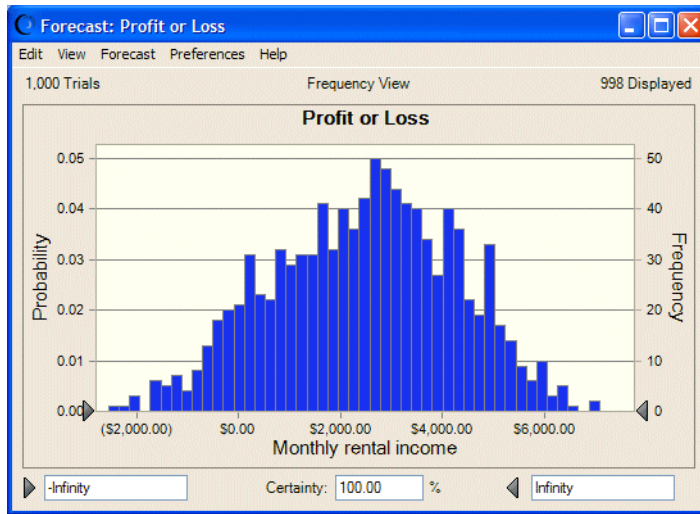 Forecast: Profit or Loss
Edit View Forecast Preferences Help
1,000 Trials Frequency View 998 Displayed
Profit or Loss
0.05 50
0.04 40
0.03 30
0.02 20
0.01 10
0.00 0
Probability
Frequency
($2,000.00) $0.00 $2,000.00 $4,000.00 $6,000.00
Monthly rental income
-Infinity Certainty: 100.00 % Infinity